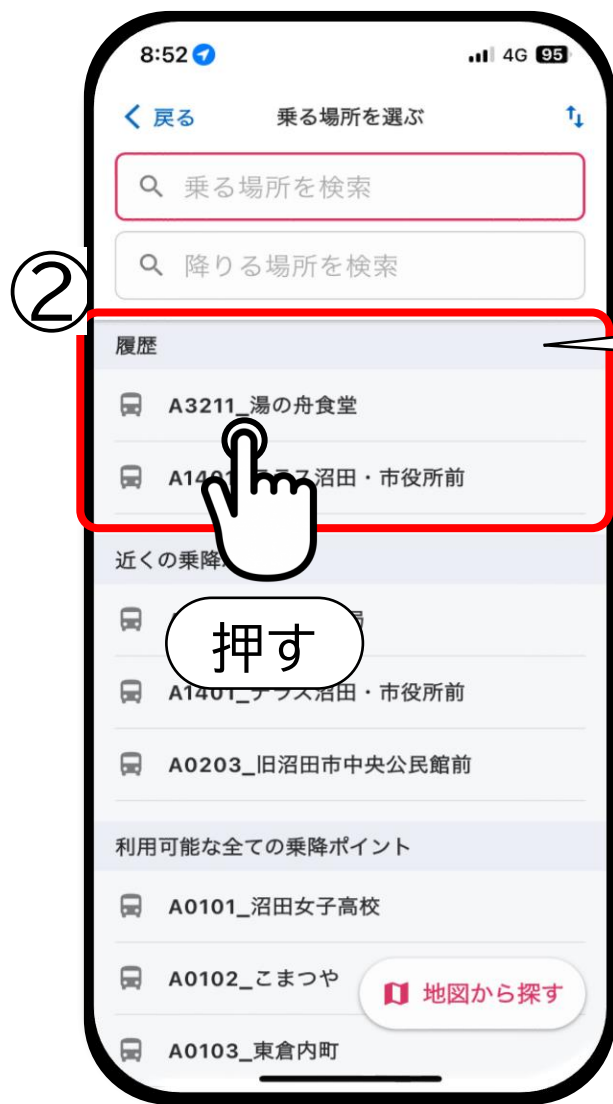 8:52 4G 95
戻る 乗る場所を選ぶ
乗る場所を検索
降りる場所を検索
②
履歴
A3211_湯の舟食堂
沼田・市役所前
近くの乗降
押す
A1401_テラス沼田・市役所前
A0203_旧沼田市中央公民館前
利用可能な全ての乗降ポイント
A0101_沼田女子高校
A0102_こまつや
地図から探す
A0103_東倉内町